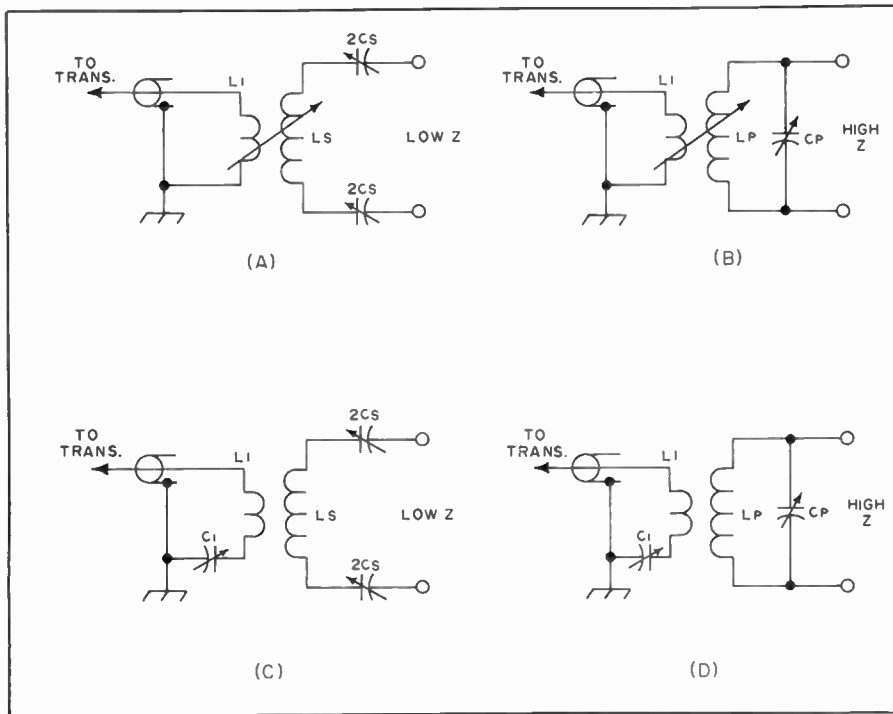 TO
TRANS.
L1
2CS
LS
LOW Z
2CS
(A)
TO
TRANS.
L1
LP
CP
HIGH
Z
(B)
TO
TRANS.
L1
C1
2CS
LS
LOW Z
2CS
(C)
TO
TRANS.
L1
C1
LP
CP
HIGH
Z
(D)